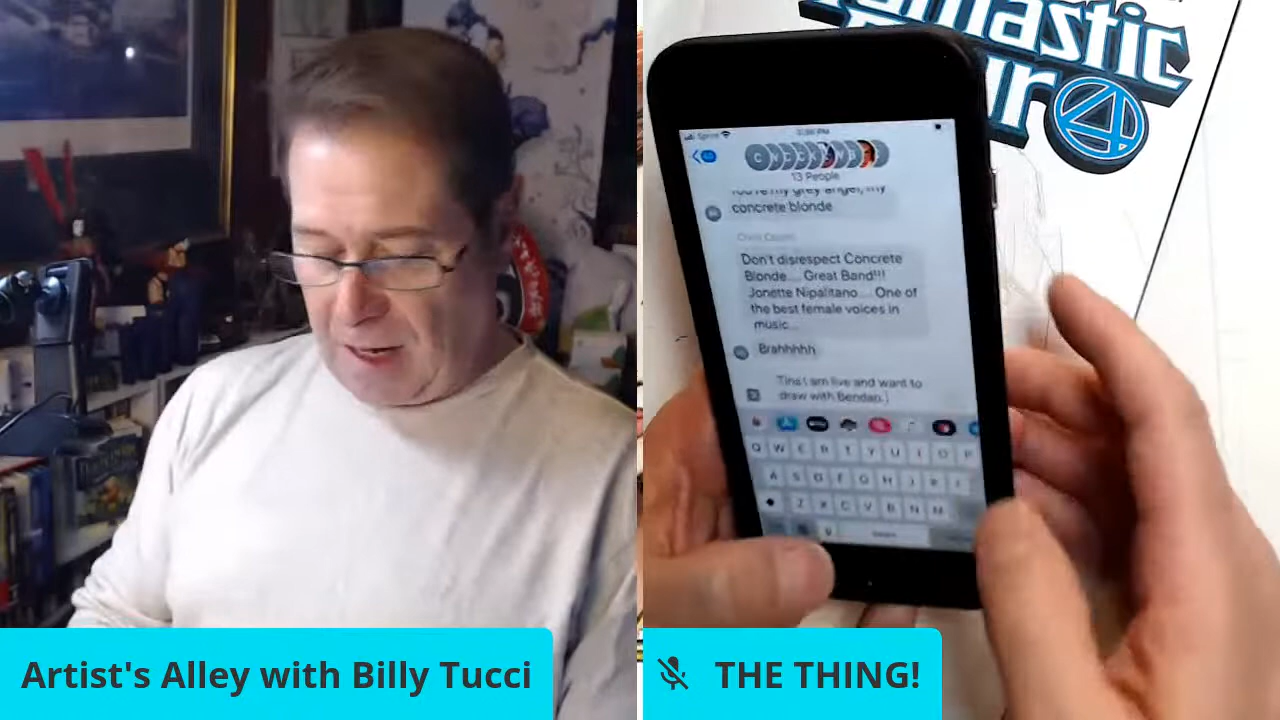 Fantastic
Four
Sprint
13 People
You're my grey angel, my
concrete blonde
Don't disrespect Concrete
Blonde.... Great Band!!!
Jonette Nipalitano.... One of
the best female voices in
music...
Brahhhhh
Tina I am live and want to
draw with Bendan.
Q W E R T Y U I O P
A S D F G H J K L
Z X C V B N M
Artist's Alley with Billy Tucci
THE THING!